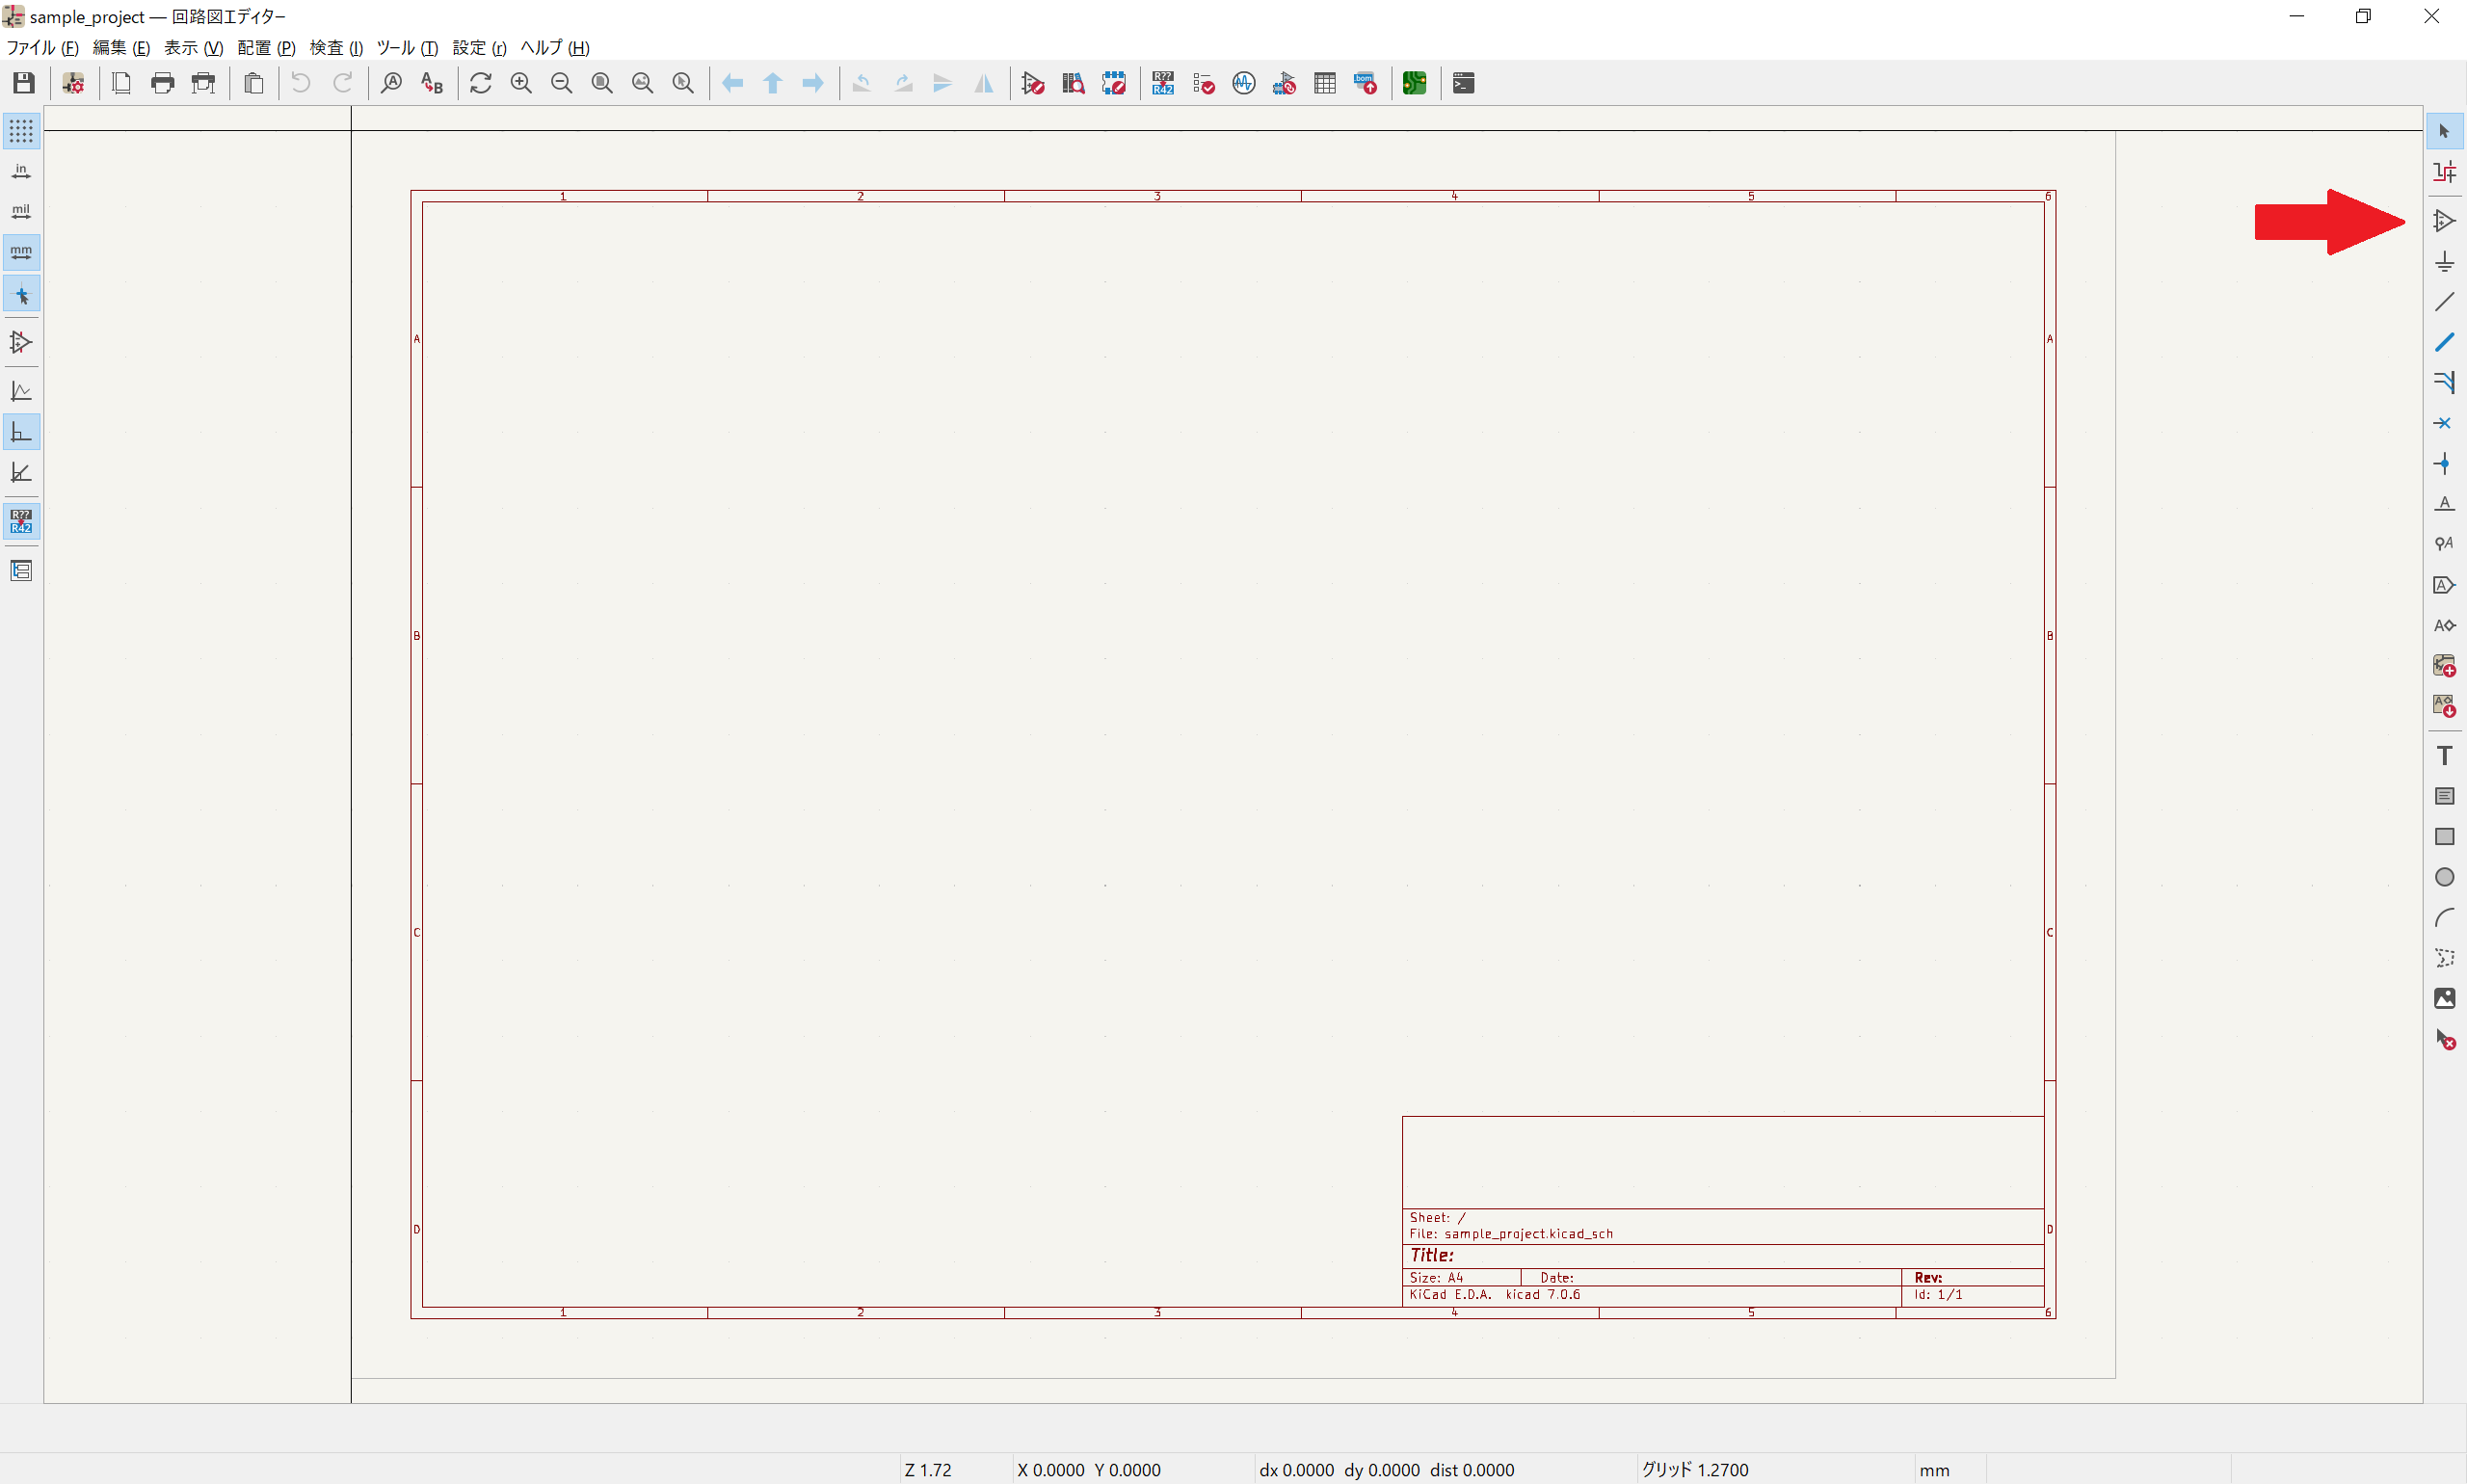 sample_project — 回路図エディター
ファイル (F) 編集 (E) 表示 (V) 配置 (P) 検査 (I) ツール (T) 設定 (r) ヘルプ (H)
A
A B
R??
R42
bom
in
mil
mm
R??
R42
A
A
A
A
A
1 2 3 4 5 6
A A
B B
C C
D D
Sheet: /
File: sample_project.kicad_sch
Title:
Size: A4 Date: Rev:
KiCad E.D.A. kicad 7.0.6 Id: 1/1
1 2 3 4 5 6
T
Z 1.72 X 0.0000 Y 0.0000 dx 0.0000 dy 0.0000 dist 0.0000 グリッド 1.2700 mm